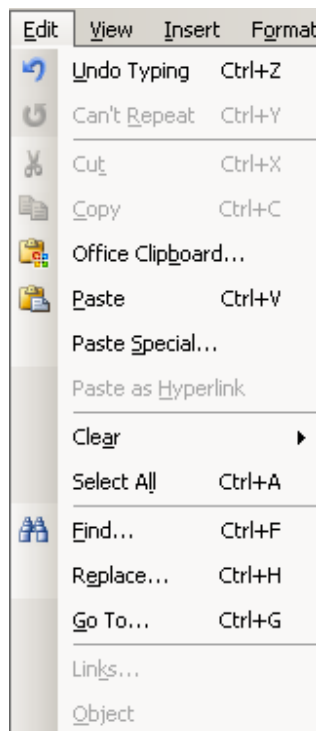 Edit View Insert Format
Undo Typing Ctrl+Z
Can't Repeat Ctrl+Y
Cut Ctrl+X
Copy Ctrl+C
Office Clipboard...
Paste Ctrl+V
Paste Special...
Paste as Hyperlink
Clear
Select All Ctrl+A
Find... Ctrl+F
Replace... Ctrl+H
Go To... Ctrl+G
Links...
Object